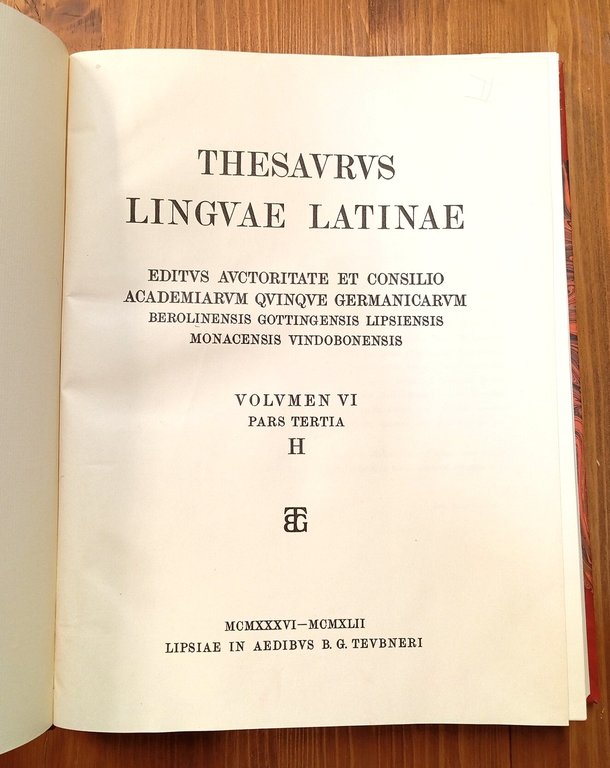 THESAVRVS
LINGVAE LATINAE
EDITVS AVCTORITATE ET CONSILIO
ACADEMIARVM QVINQVE GERMANICARVM
BEROLINENSIS GOTTINGENSIS LIPSIENSIS
MONACENSIS VINDOBONENSIS
VOLVMEN VI
PARS TERTIA
H
BTG
MCMXXXVI—MCMXLII
LIPSIAE IN AEDIBVS B. G. TEVBNERI